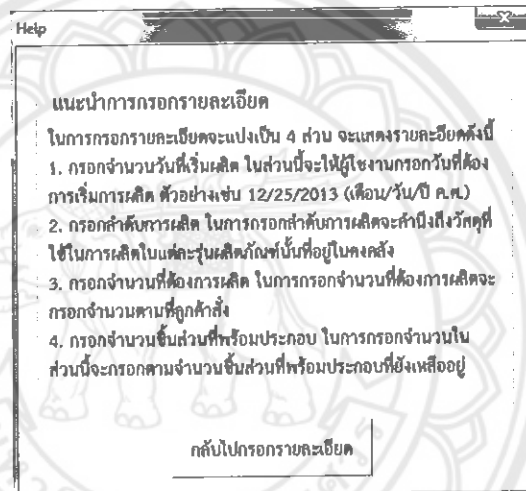 Help
แนะนำการกรอกรายละเอียด
ในการกรอกรายละเอียดจะแบ่งเป็น 4 ส่วน จะแสดงรายละอียดดังนี้
1. กรอกจำนวนวันที่เริ่มผลิต ในส่วนนี้จะให้ผู้ใช้งานกรอกวันที่ต้อง
การเริ่มการผลิต ตัวอย่างเช่น 12/25/2013 (เดือน/วัน/ปี ค.ศ.)
2. กรอกลำดับการผลิต ในการกรอกลำดับการผลิตจะคำนึงถึงวัสดุที่
ใช้ในการผลิตในแต่ละรุ่นผลิตภัณฑ์นั้นที่อยู่ในคงคลัง
3. กรอกจำนวนที่ต้องการผลิต ในการกรอกจำนวนที่ต้องการผลิตจะ
กรอกจำนวนตามที่ลูกค้าสั่ง
4. กรอกจำนวนชิ้นส่วนที่พร้อมประกอบ ในการกรอกจำนวนใน
ส่วนนี้จะกรอกตามจำนวนชิ้นส่วนที่พร้อมประกอบที่ยังเหลืออยู่
กลับไปกรอกรายละเอียด